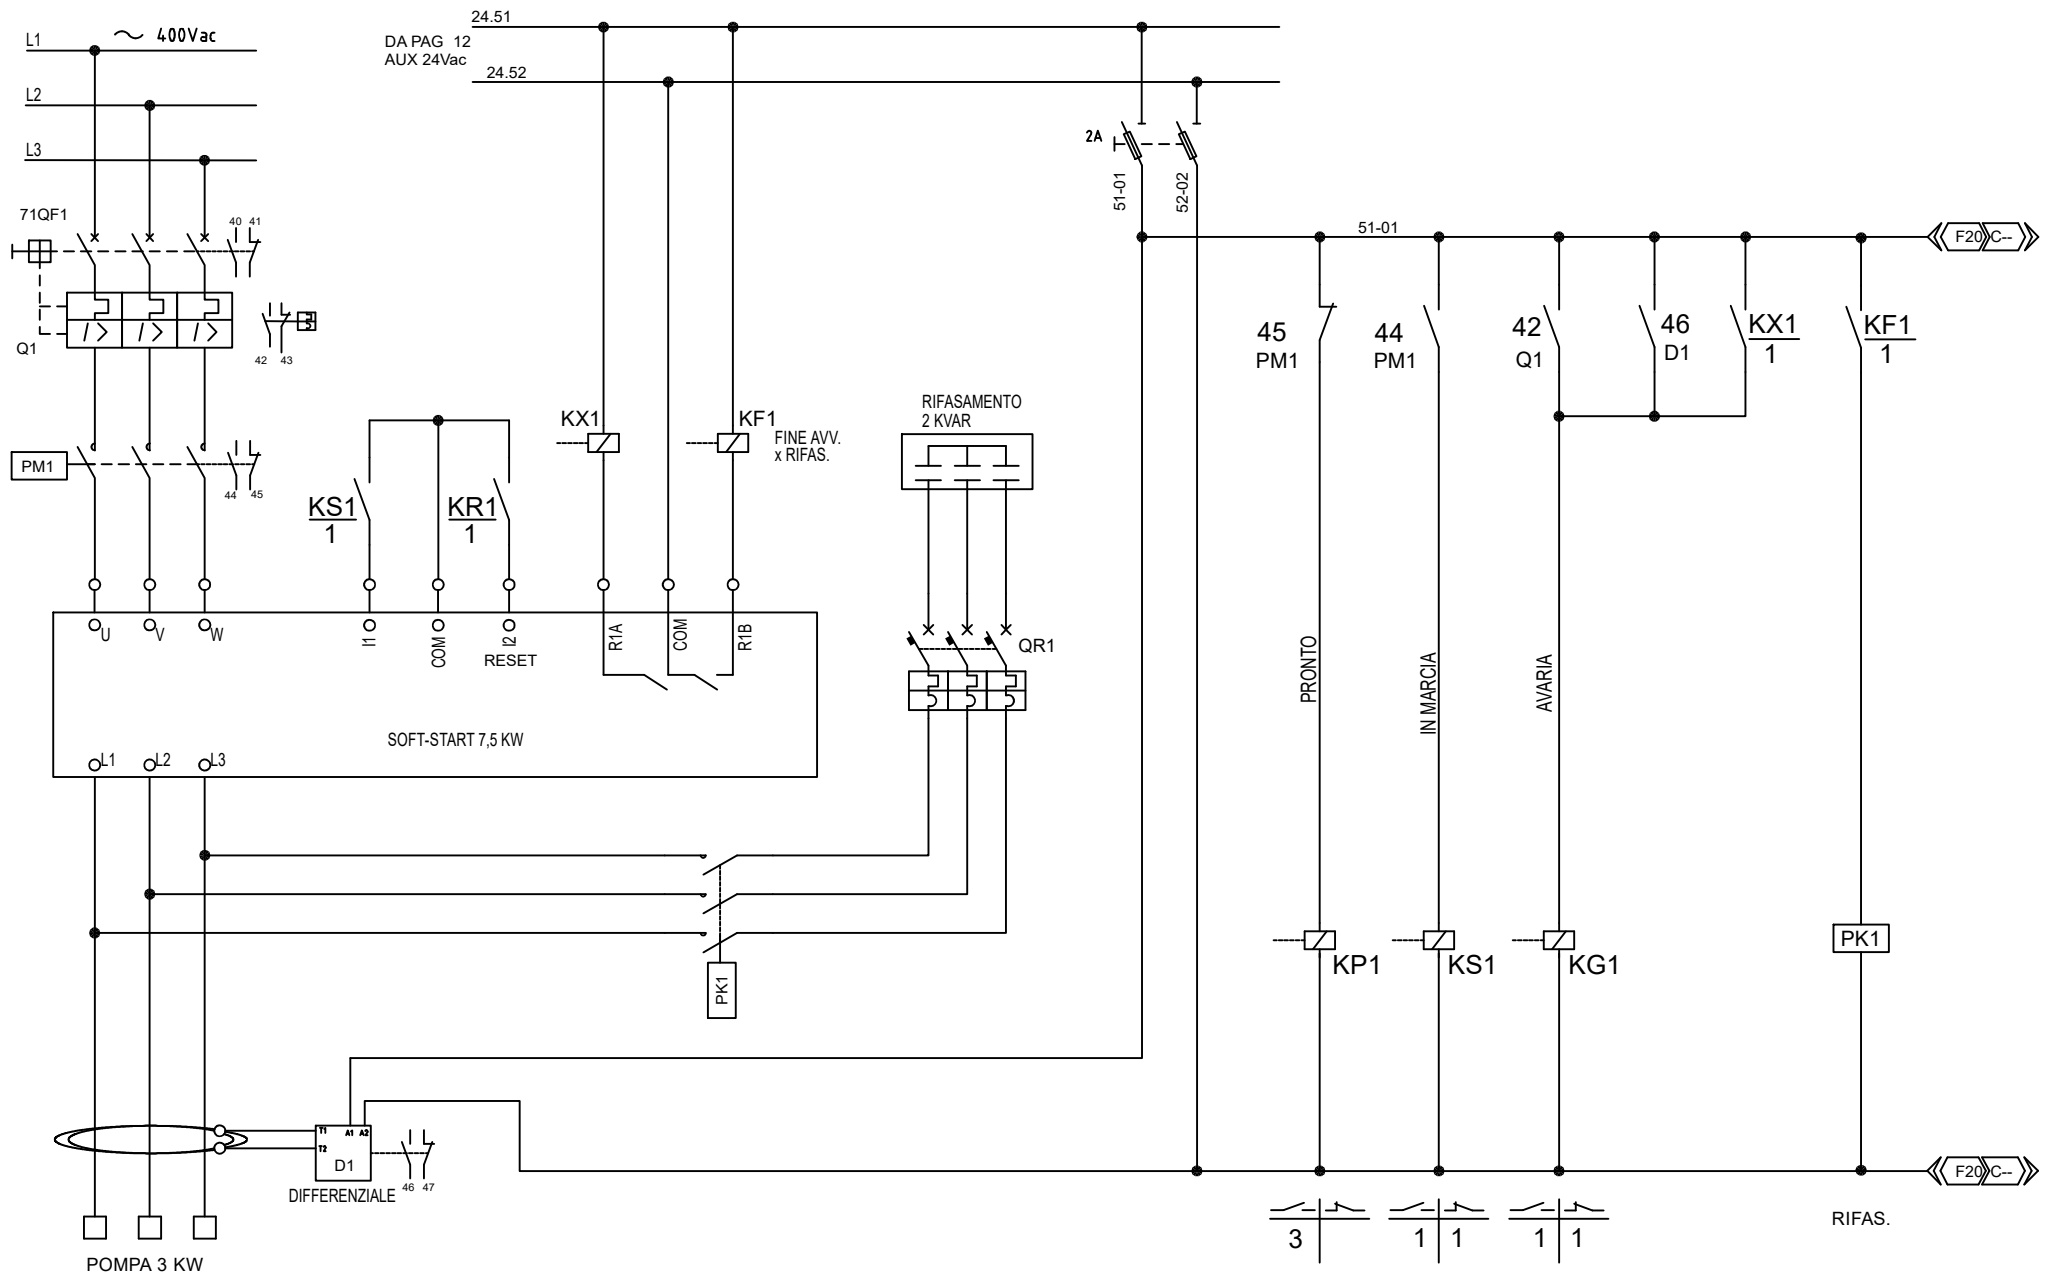 24.51
L1
400Vac
DA PAG 12
AUX 24Vac
24.52
L2
2A
L3
51-01
52-02
71QF1
40 41
51-01
F20 C--
Q1
42 43
45
PM1
44
PM1
42
Q1
46
D1
KX1
1
KF1
1
RIFASAMENTO
2 KVAR
KX1
KF1
FINE AVV.
x RIFAS.
PM1
44 45
KS1
1
KR1
1
U
V
W
I1
COM
I2
RESET
R1A
COM
R1B
QR1
PRONTO
IN MARCIA
AVARIA
SOFT-START 7,5 KW
L1
L2
L3
KP1
KS1
KG1
PK1
PK1
T1
A1 A2
T2
D1
DIFFERENZIALE
46 47
F20 C--
3
1 1
1 1
RIFAS.
POMPA 3 KW